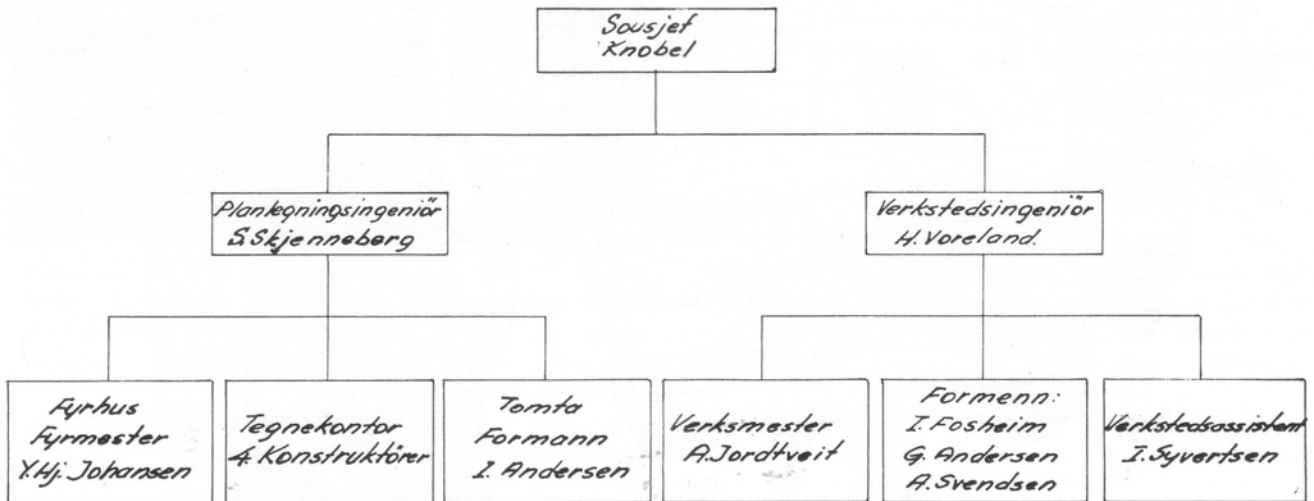 Sousjef
Knobel
Planlegningsingeniör
S. Skjenneberg
Verkstedsingeniör
H. Voreland.
Fyrhus
Fyrmester
Y. Hj. Johansen
Tegnekontor
4. Konstruktörer
Tomta
Formann
I. Andersen
Verksmester
A. Jordtveit
Formenn:
I. Fosheim
G. Andersen
A. Svendsen
Verkstedsassistent
I. Syvertsen